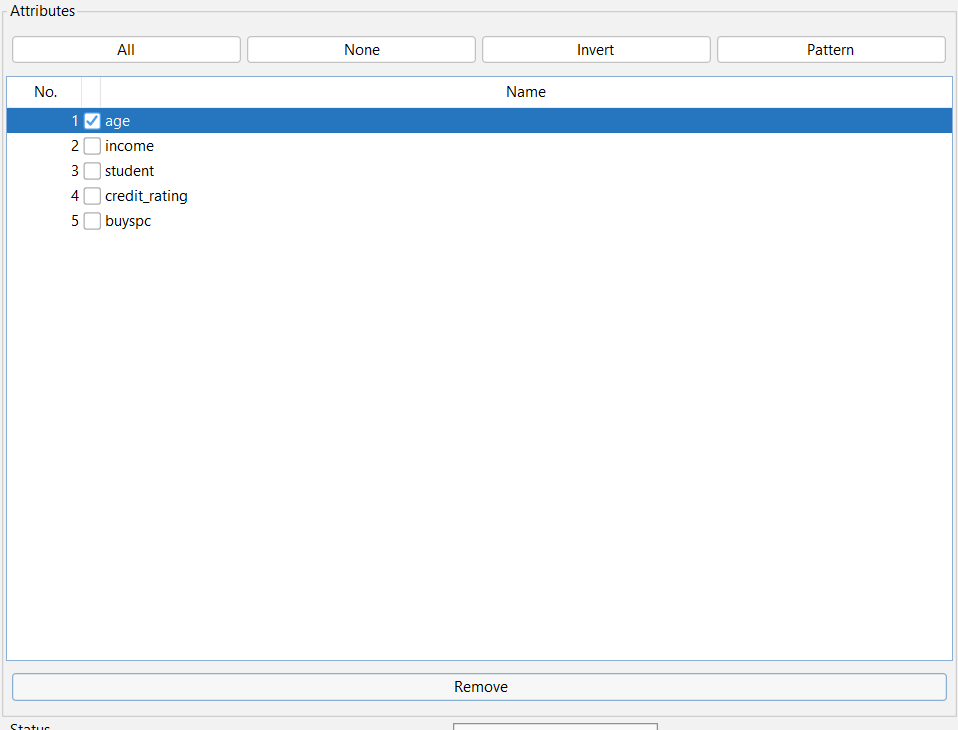 Attributes
All None Invert Pattern
No. Name
1 age
2 income
3 student
4 credit_rating
5 buyspc
Remove
Status